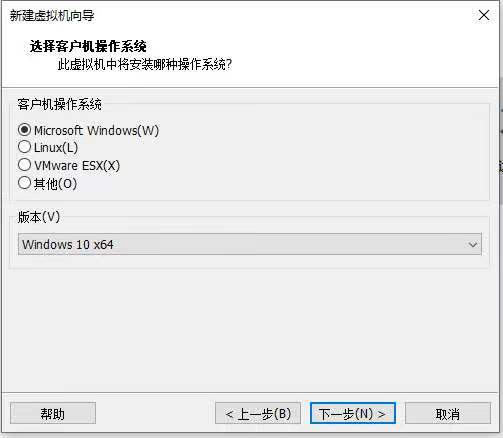 新建虚拟机向导
选择客户机操作系统
此虚拟机中将安装哪种操作系统?
客户机操作系统
Microsoft Windows(W)
Linux(L)
VMware ESX(X)
其他(O)
版本(V)
Windows 10 x64
帮助
< 上一步(B)
下一步(N) >
取消